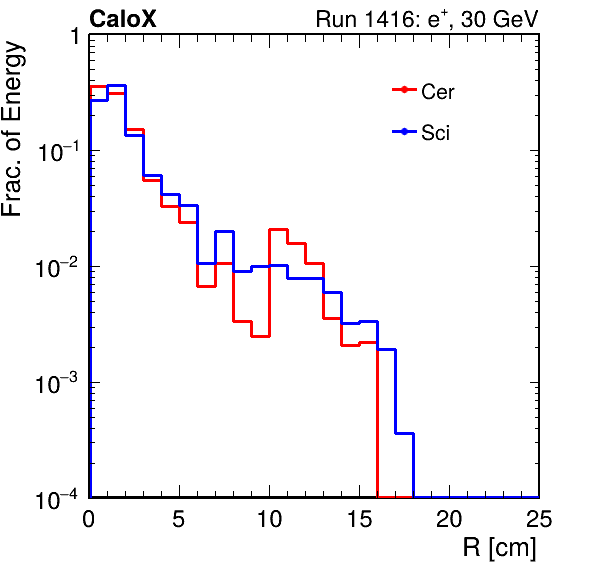 CaloX Run 1416: e⁺, 30 GeV
Frac. of Energy
1
10⁻¹
10⁻²
10⁻³
10⁻⁴
Cer
Sci
0 5 10 15 20 25
R [cm]